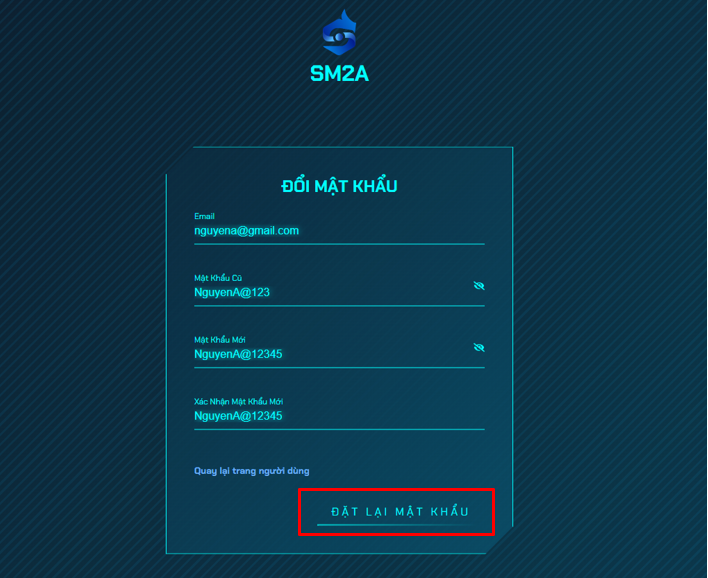 SM2A
ĐỔI MẬT KHẨU
Email
nguyena@gmail.com
Mật Khẩu Cũ
NguyenA@123
Mật Khẩu Mới
NguyenA@12345
Xác Nhận Mật Khẩu Mới
NguyenA@12345
Quay lại trang người dùng
ĐẶT LẠI MẬT KHẨU